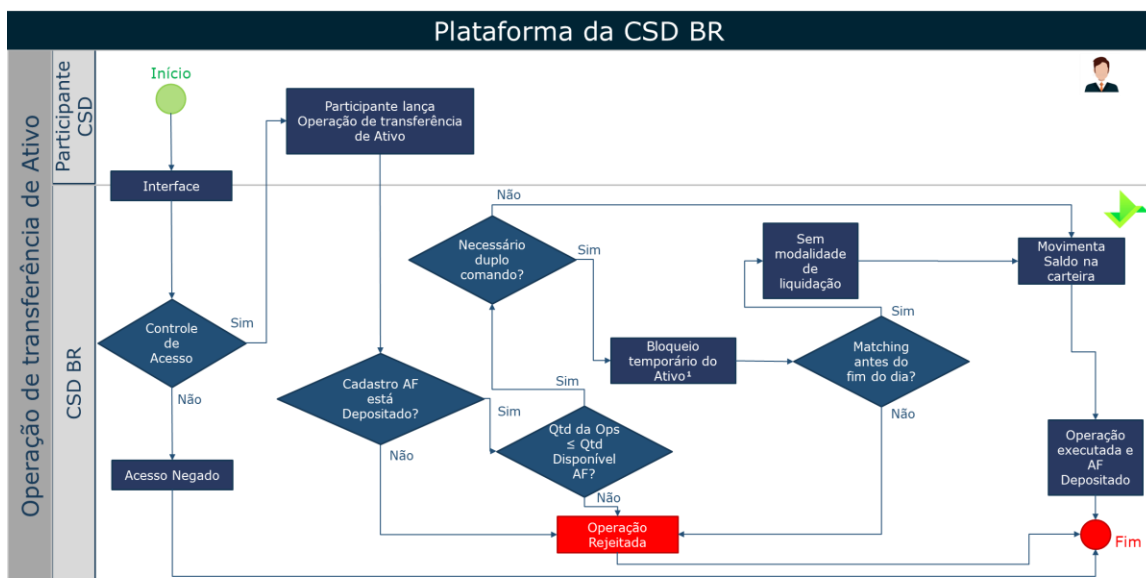 Plataforma da CSD BR
Operação de transferência de Ativo
Participante
CSD
CSD BR
Início
Participante lança
Operação de transferência
de Ativo
Interface
Controle
de
Acesso
Sim
Não
Acesso Negado
Cadastro AF
está
Depositado?
Sim
Não
Necessário
duplo
comando?
Não
Sim
Sim
Qtd da Ops
≤ Qtd
Disponível
AF?
Não
Operação
Rejeitada
Bloqueio
temporário do
Ativo¹
Sem
modalidade
de
liquidação
Sim
Matching
antes do
fim do dia?
Não
Movimenta
Saldo na
carteira
Operação
executada e
AF
Depositado
Fim